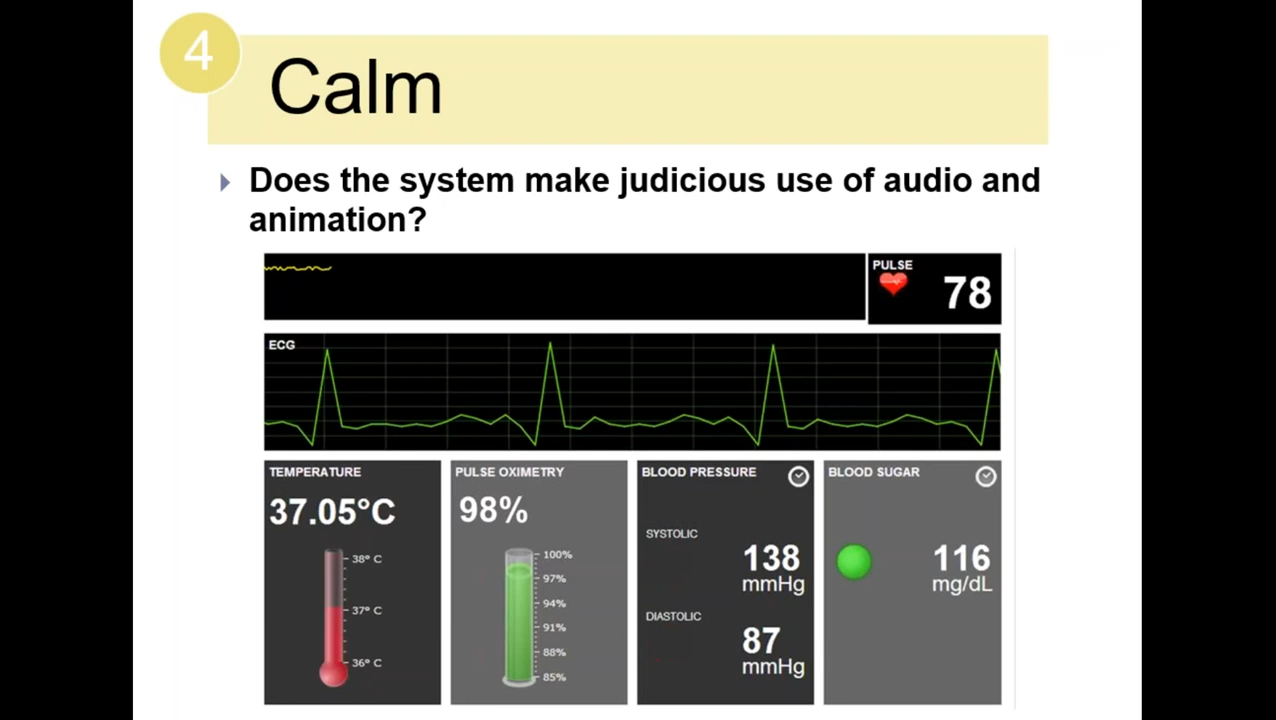 4
Calm
Does the system make judicious use of audio and
animation?
PULSE
78
ECG
TEMPERATURE
37.05°C
38° C
37° C
36° C
PULSE OXIMETRY
98%
100%
97%
94%
91%
88%
85%
BLOOD PRESSURE
SYSTOLIC
138
mmHg
DIASTOLIC
87
mmHg
BLOOD SUGAR
116
mg/dL